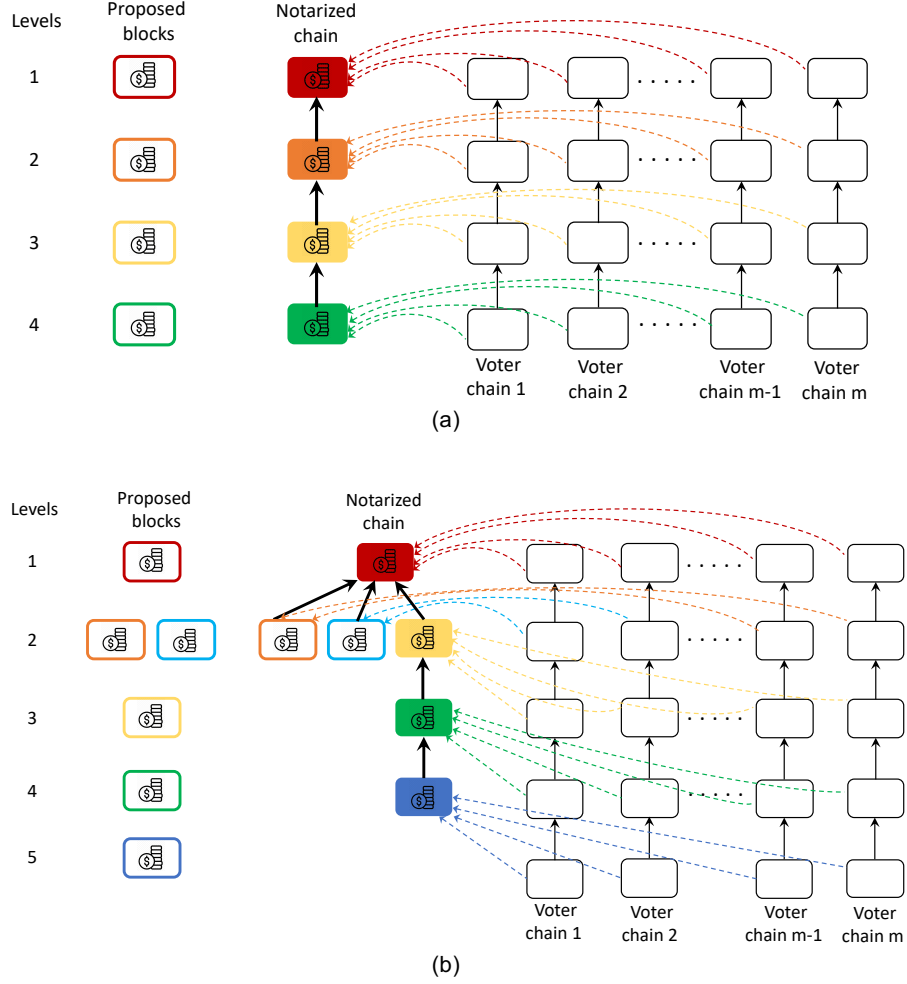 Levels
Proposed
blocks
Notarized
chain
1
2
3
4
Voter
chain 1
Voter
chain 2
Voter
chain m-1
Voter
chain m
(a)
Levels
Proposed
blocks
Notarized
chain
1
2
3
4
5
Voter
chain 1
Voter
chain 2
Voter
chain m-1
Voter
chain m
(b)